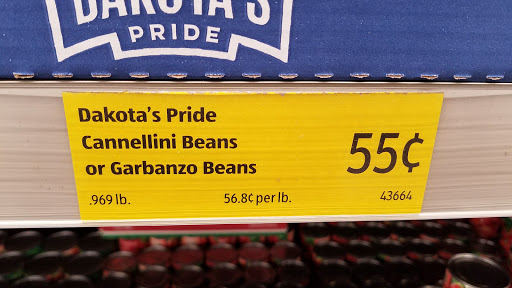 DAKOTA'S
PRIDE
Dakota's Pride
Cannellini Beans
or Garbanzo Beans
55¢
.969 lb.
56.8¢ per lb.
43664